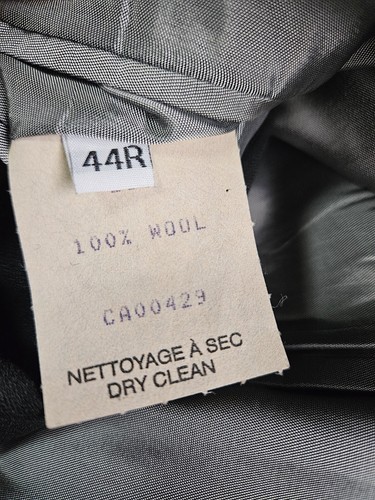 44R
100% WOOL
CA00429
NETTOYAGE À SEC
DRY CLEAN